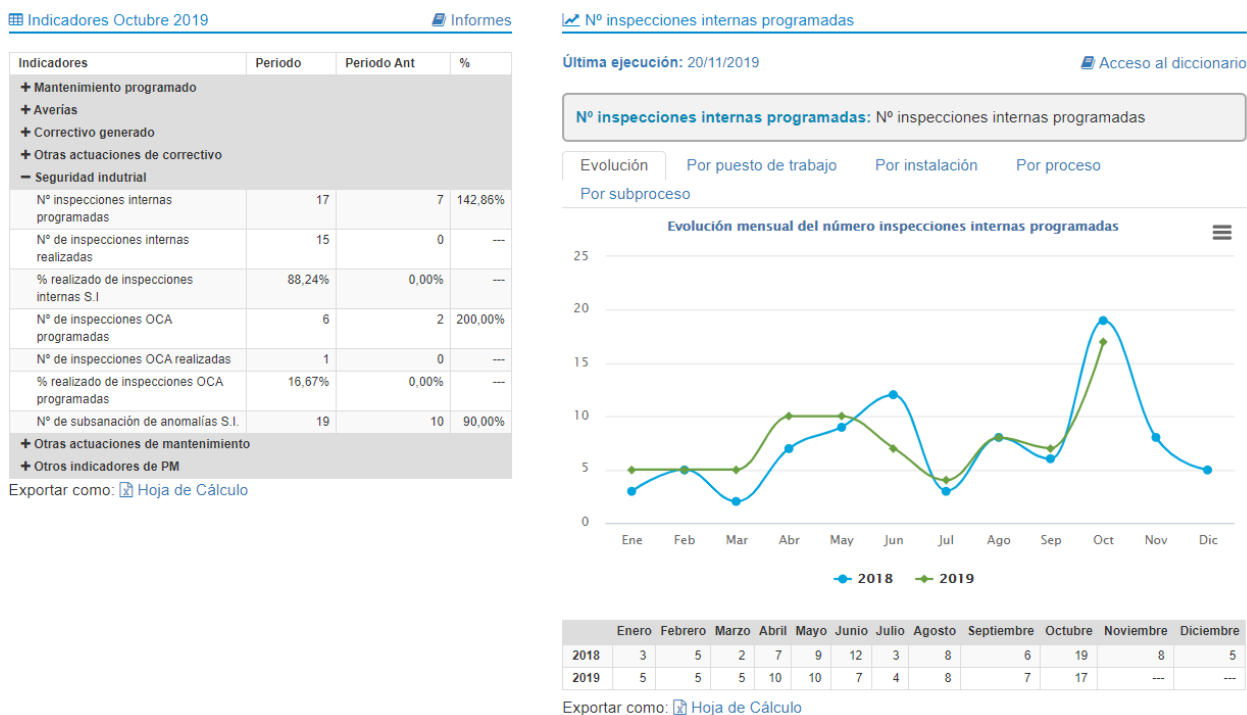 Indicadores Octubre 2019 Informes
Indicadores Periodo Periodo Ant %
+ Mantenimiento programado
+ Averías
+ Correctivo generado
+ Otras actuaciones de correctivo
− Seguridad indutrial
Nº inspecciones internas
programadas 17 7 142,86%
Nº de inspecciones internas
realizadas 15 0 ---
% realizado de inspecciones
internas S.I 88,24% 0,00% ---
Nº de inspecciones OCA
programadas 6 2 200,00%
Nº de inspecciones OCA realizadas 1 0 ---
% realizado de inspecciones OCA
programadas 16,67% 0,00% ---
Nº de subsanación de anomalías S.I. 19 10 90,00%
+ Otras actuaciones de mantenimiento
+ Otros indicadores de PM
Exportar como: Hoja de Cálculo
Nº inspecciones internas programadas
Última ejecución: 20/11/2019 Acceso al diccionario
Nº inspecciones internas programadas: Nº inspecciones internas programadas
Evolución Por puesto de trabajo Por instalación Por proceso
Por subproceso
Evolución mensual del número inspecciones internas programadas
25
20
15
10
5
0
Ene Feb Mar Abr May Jun Jul Ago Sep Oct Nov Dic
2018 2019
Enero Febrero Marzo Abril Mayo Junio Julio Agosto Septiembre Octubre Noviembre Diciembre
2018 3 5 2 7 9 12 3 8 6 19 8 5
2019 5 5 5 10 10 7 4 8 7 17 --- ---
Exportar como: Hoja de Cálculo